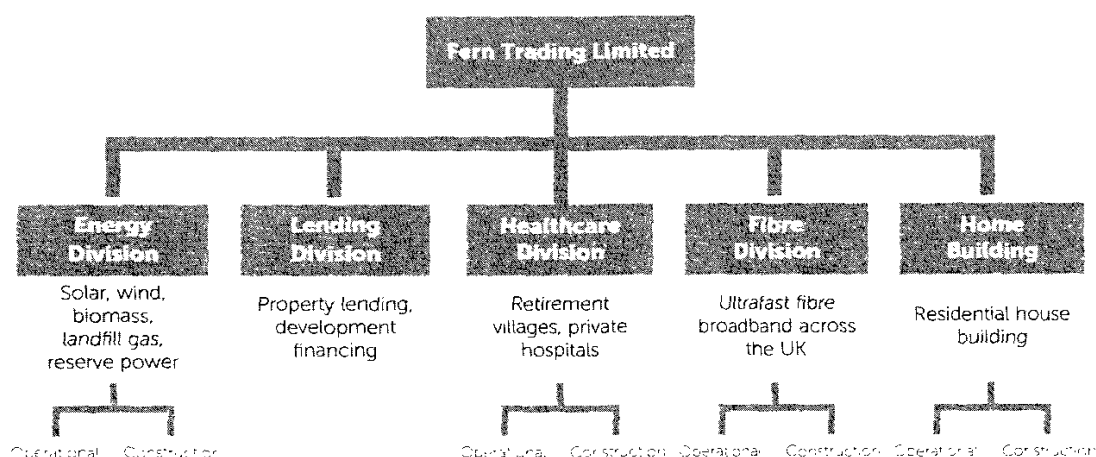 Fern Trading Limited
Energy
Division
Lending
Division
Healthcare
Division
Fibre
Division
Home
Building
Solar, wind,
biomass,
landfill gas,
reserve power
Property lending,
development
financing
Retirement
villages, private
hospitals
Ultrafast fibre
broadband across
the UK
Residential house
building
Operational Construction
Operational Construction
Operational Construction
Operational Construction